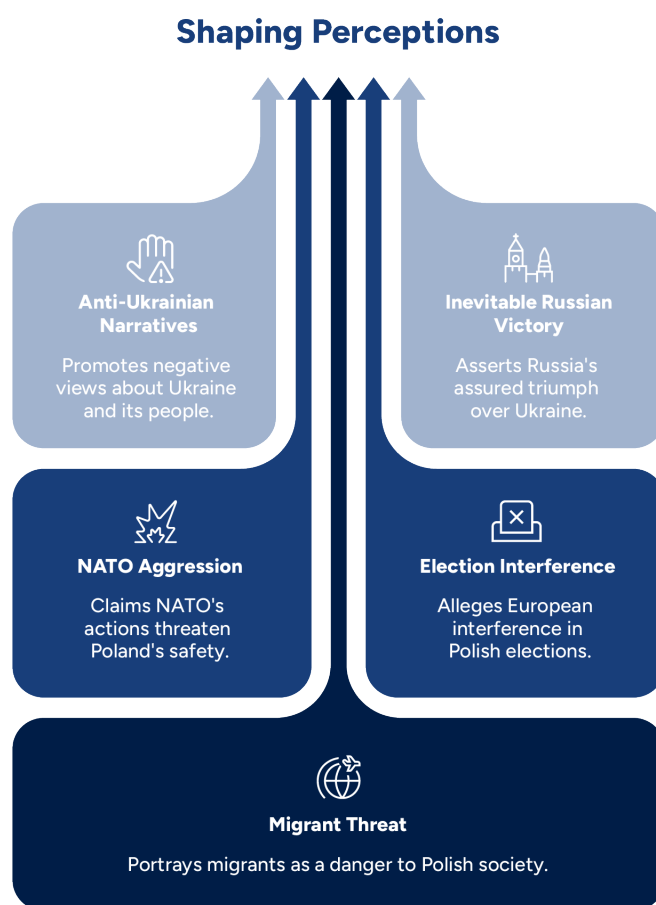 Shaping Perceptions
Anti-Ukrainian
Narratives
Promotes negative
views about Ukraine
and its people.
Inevitable Russian
Victory
Asserts Russia's
assured triumph
over Ukraine.
NATO Aggression
Claims NATO's
actions threaten
Poland's safety.
Election Interference
Alleges European
interference in
Polish elections.
Migrant Threat
Portrays migrants as a danger to Polish society.